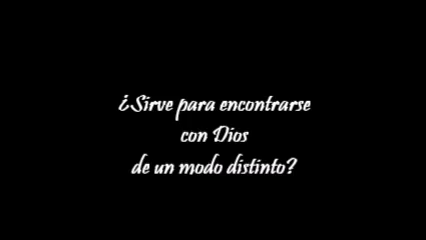 ¿Sirve para encontrarse
con Dios
de un modo distinto?